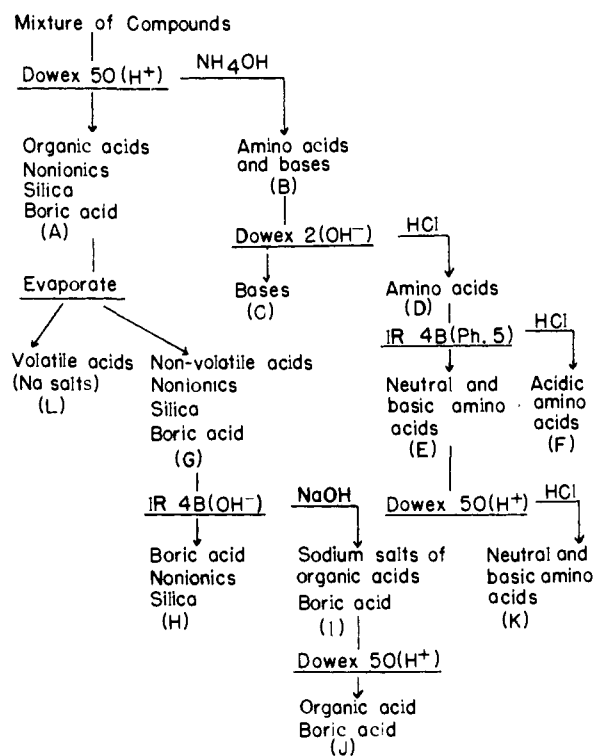 Mixture of Compounds
Dowex 50(H+)
NH4OH
Organic acids
Nonionics
Silica
Boric acid
(A)
Amino acids
and bases
(B)
Dowex 2(OH−)
HCl
Evaporate
Bases
(C)
Amino acids
(D)
IR 4B(Ph. 5)
HCl
Volatile acids
(Na salts)
(L)
Non-volatile acids
Nonionics
Silica
Boric acid
(G)
Neutral and
basic amino
acids
(E)
Acidic
amino
acids
(F)
IR 4B(OH−)
NaOH
Dowex 50(H+)
HCl
Boric acid
Nonionics
Silica
(H)
Sodium salts of
organic acids
Boric acid
(I)
Neutral and
basic amino
acids
(K)
Dowex 50(H+)
Organic acid
Boric acid
(J)